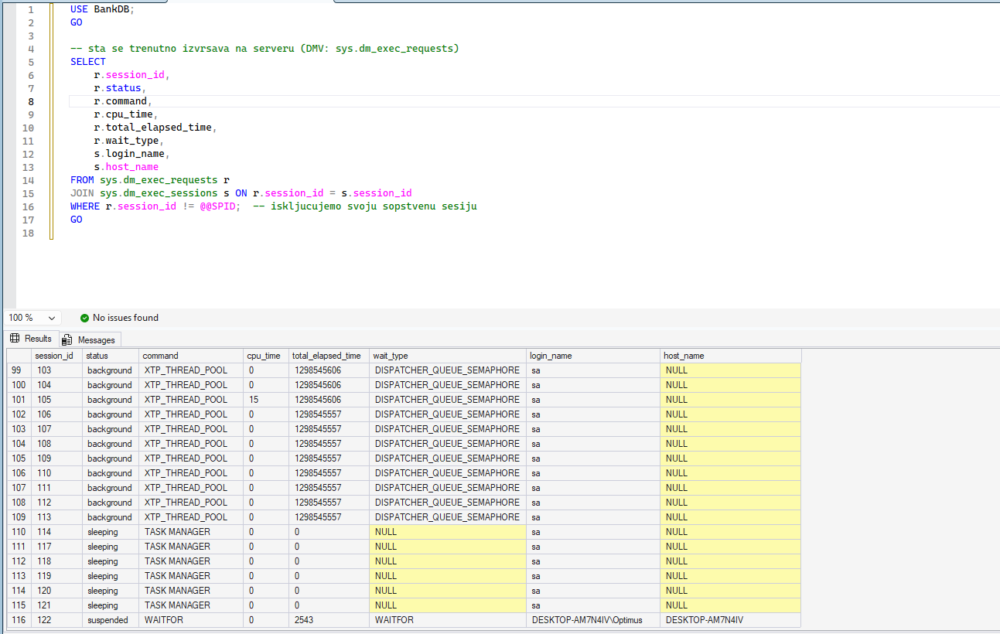 1 USE BankDB;
2 GO
3
4 -- sta se trenutno izvrsava na serveru (DMV: sys.dm_exec_requests)
5 SELECT
6 r.session_id,
7 r.status,
8 r.command,
9 r.cpu_time,
10 r.total_elapsed_time,
11 r.wait_type,
12 s.login_name,
13 s.host_name
14 FROM sys.dm_exec_requests r
15 JOIN sys.dm_exec_sessions s ON r.session_id = s.session_id
16 WHERE r.session_id != @@SPID;  -- iskljucujemo svoju sopstvenu sesiju
17 GO
18
100 % No issues found
Results Messages
session_id status command cpu_time total_elapsed_time wait_type login_name host_name
99 103 background XTP_THREAD_POOL 0 1298545606 DISPATCHER_QUEUE_SEMAPHORE sa NULL
100 104 background XTP_THREAD_POOL 0 1298545606 DISPATCHER_QUEUE_SEMAPHORE sa NULL
101 105 background XTP_THREAD_POOL 15 1298545606 DISPATCHER_QUEUE_SEMAPHORE sa NULL
102 106 background XTP_THREAD_POOL 0 1298545557 DISPATCHER_QUEUE_SEMAPHORE sa NULL
103 107 background XTP_THREAD_POOL 0 1298545557 DISPATCHER_QUEUE_SEMAPHORE sa NULL
104 108 background XTP_THREAD_POOL 0 1298545557 DISPATCHER_QUEUE_SEMAPHORE sa NULL
105 109 background XTP_THREAD_POOL 0 1298545557 DISPATCHER_QUEUE_SEMAPHORE sa NULL
106 110 background XTP_THREAD_POOL 0 1298545557 DISPATCHER_QUEUE_SEMAPHORE sa NULL
107 111 background XTP_THREAD_POOL 0 1298545557 DISPATCHER_QUEUE_SEMAPHORE sa NULL
108 112 background XTP_THREAD_POOL 0 1298545557 DISPATCHER_QUEUE_SEMAPHORE sa NULL
109 113 background XTP_THREAD_POOL 0 1298545557 DISPATCHER_QUEUE_SEMAPHORE sa NULL
110 114 sleeping TASK MANAGER 0 0 NULL sa NULL
111 117 sleeping TASK MANAGER 0 0 NULL sa NULL
112 118 sleeping TASK MANAGER 0 0 NULL sa NULL
113 119 sleeping TASK MANAGER 0 0 NULL sa NULL
114 120 sleeping TASK MANAGER 0 0 NULL sa NULL
115 121 sleeping TASK MANAGER 0 0 NULL sa NULL
116 122 suspended WAITFOR 0 2543 WAITFOR DESKTOP-AM7N4IV\Optimus DESKTOP-AM7N4IV